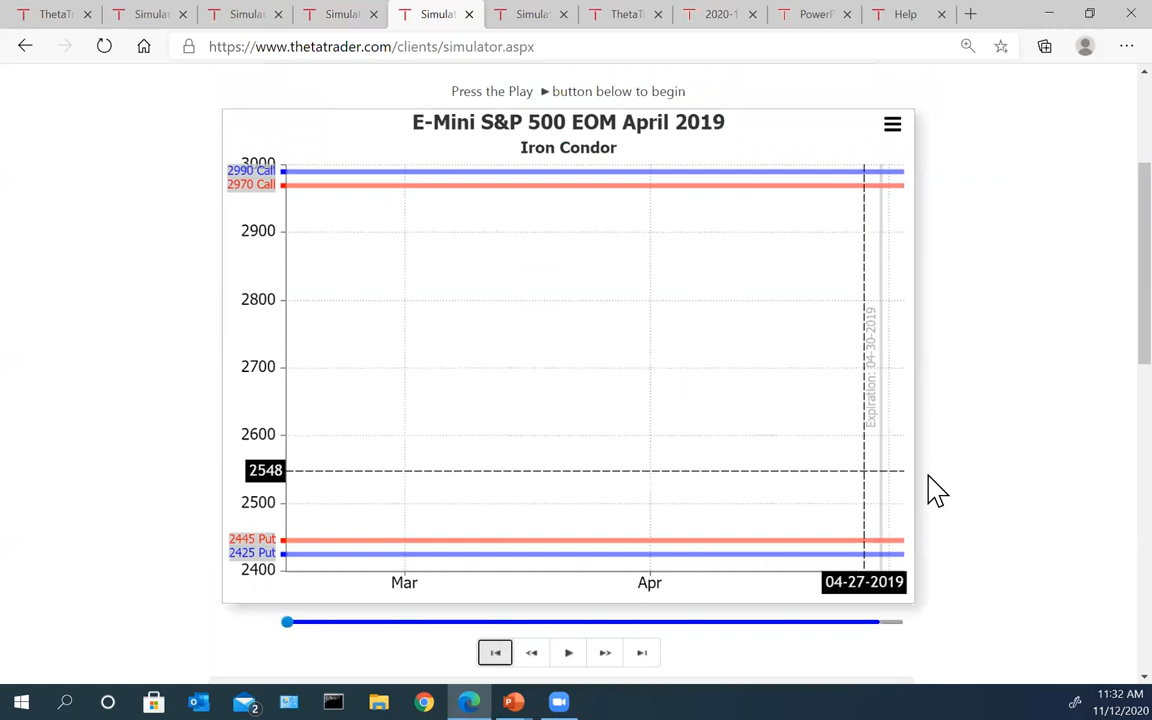 ThetaTr
Simula
Simulat
Simulat
Simulat
Simulat
ThetaT
2020-1
PowerP
Help
https://www.thetatrader.com/clients/simulator.aspx
Press the Play ▶ button below to begin
E-Mini S&P 500 EOM April 2019
Iron Condor
3000
2990 Call
2970 Call
2900
2800
2700
2600
2548
2500
2445 Put
2425 Put
2400
Expiration: 04-30-2019
Mar
Apr
04-27-2019
2
11:32 AM
11/12/2020